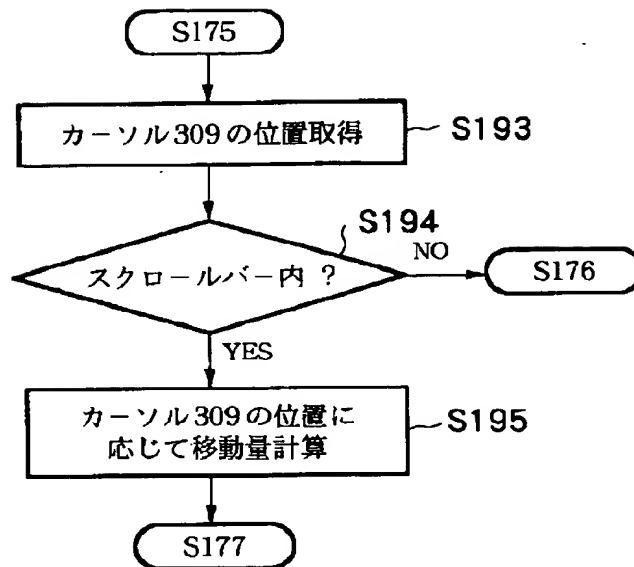 S175
カーソル309の位置取得
S193
S194
スクロールバー内 ?
NO
S176
YES
カーソル309の位置に
応じて移動量計算
S195
S177